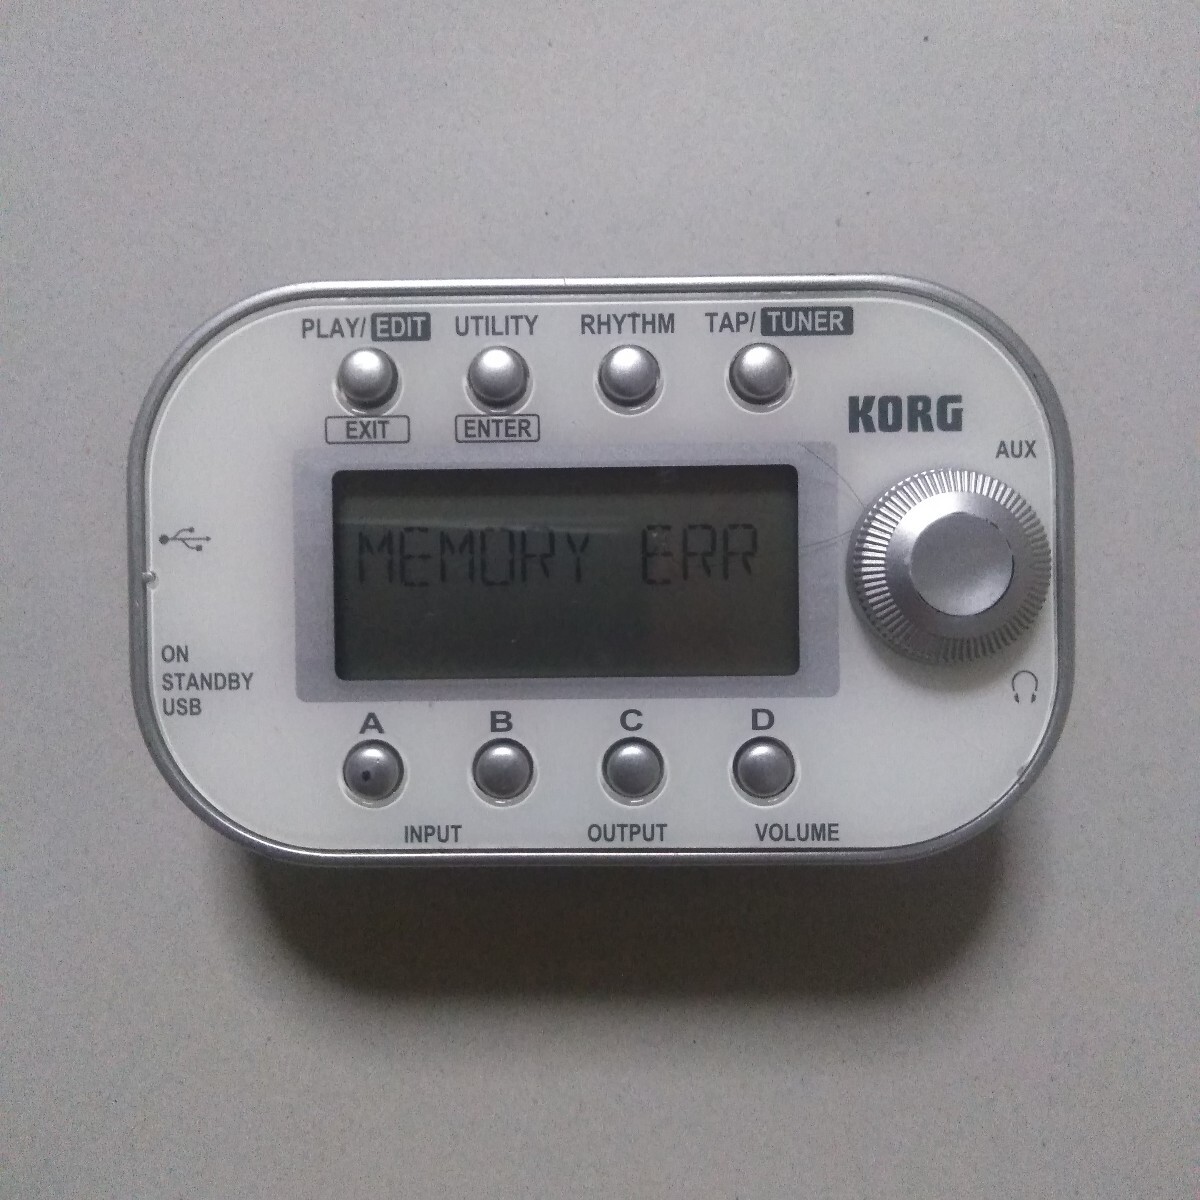 PLAY/EDIT UTILITY RHYTHM TAP/TUNER
EXIT ENTER
KORG
AUX
MEMORY ERR
ON
STANDBY
USB
A B C D
INPUT OUTPUT VOLUME